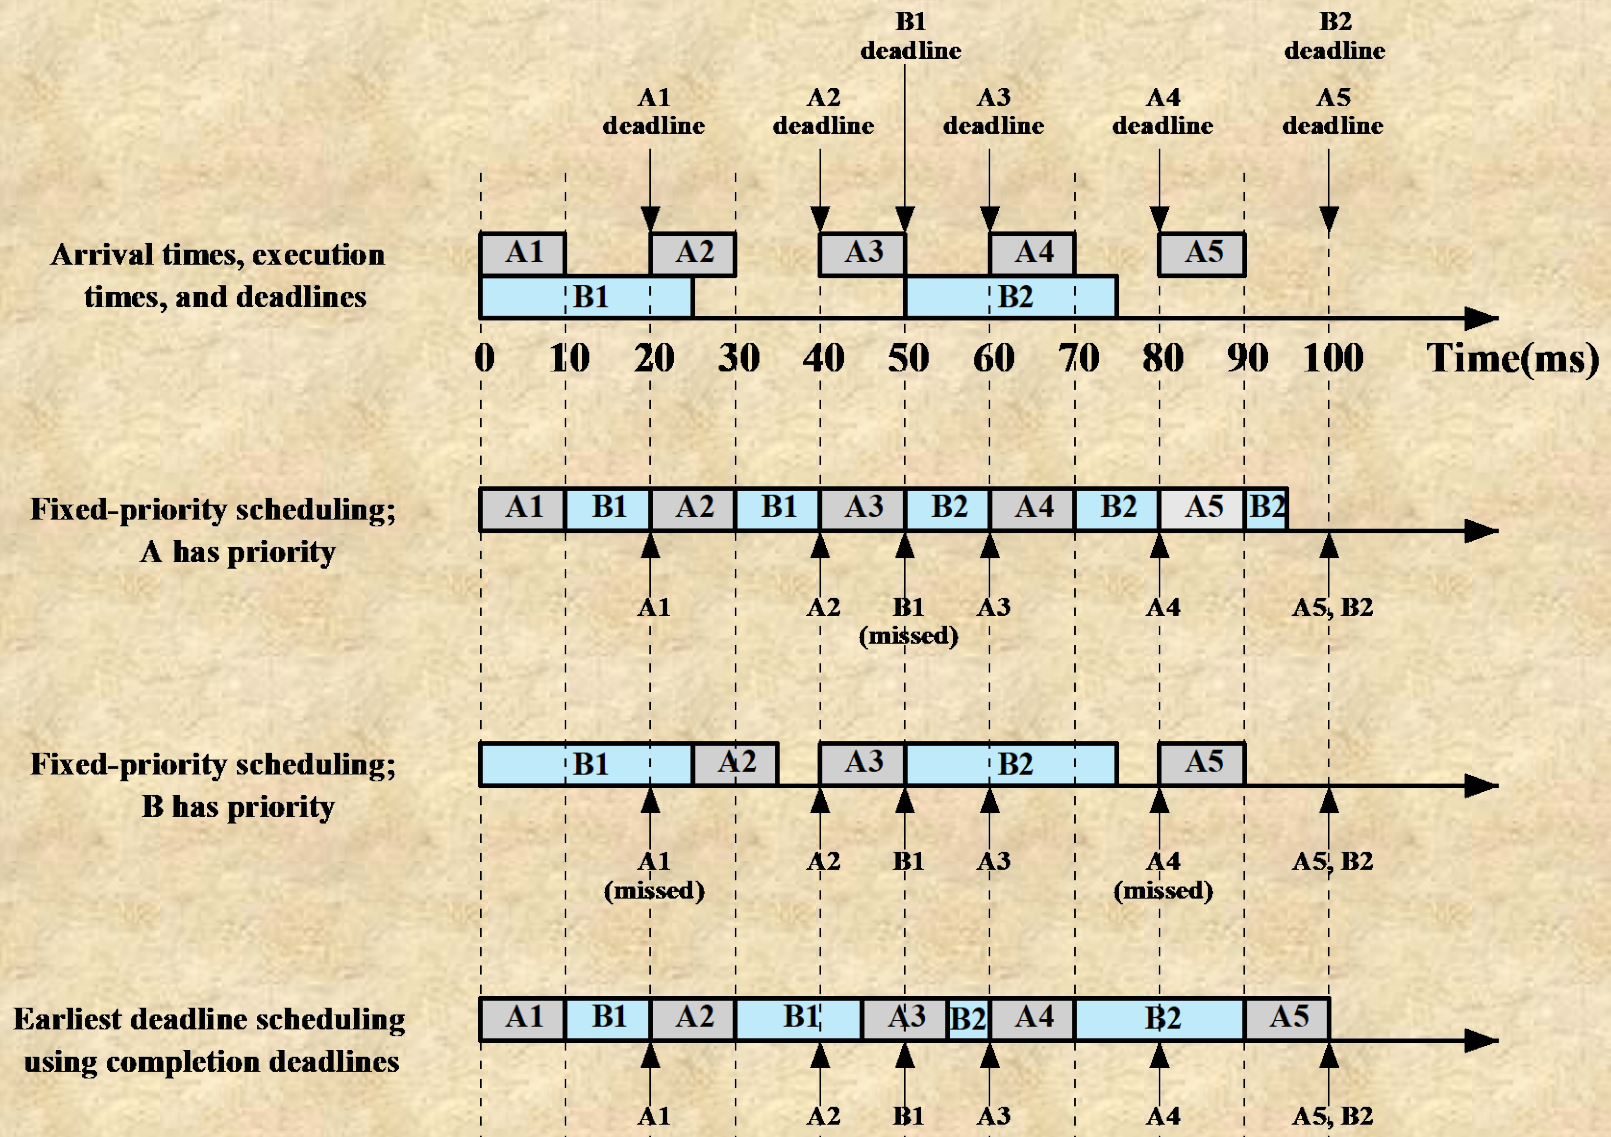 B1
deadline
B2
deadline
A1
deadline
A2
deadline
A3
deadline
A4
deadline
A5
deadline
Arrival times, execution
times, and deadlines
A1
A2
A3
A4
A5
B1
B2
0 10 20 30 40 50 60 70 80 90 100 Time(ms)
Fixed-priority scheduling;
A has priority
A1 B1 A2 B1 A3 B2 A4 B2 A5 B2
A1 A2 B1 A3 A4 A5, B2
(missed)
Fixed-priority scheduling;
B has priority
B1 A2 A3 B2 A5
A1 A2 B1 A3 A4 A5, B2
(missed) (missed)
Earliest deadline scheduling
using completion deadlines
A1 B1 A2 B1 A3 B2 A4 B2 A5
A1 A2 B1 A3 A4 A5, B2